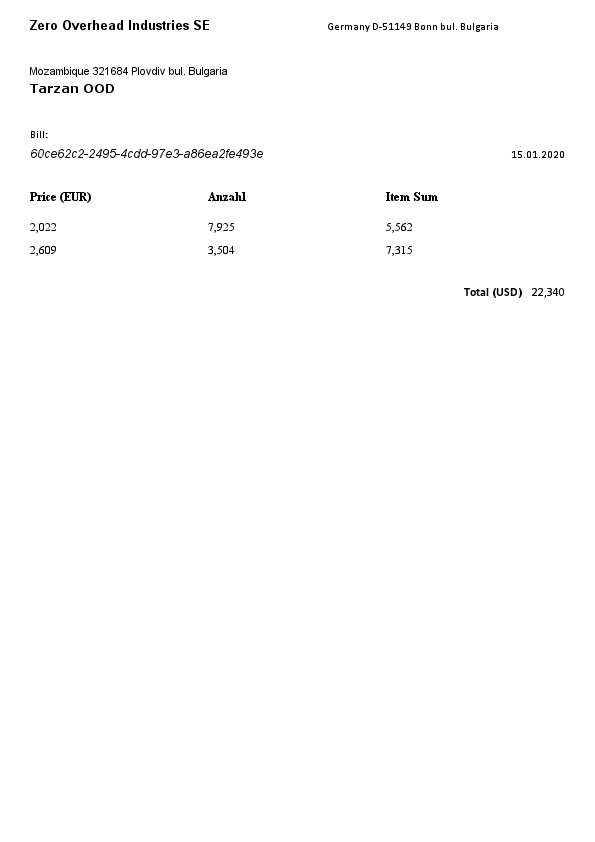 Zero Overhead Industries SE Germany D-51149 Bonn bul. Bulgaria
Mozambique 321684 Plovdiv bul. Bulgaria
Tarzan OOD
Bill:
60ce62c2-2495-4cdd-97e3-a86ea2fe493e 15.01.2020
Price (EUR) Anzahl Item Sum
2,022 7,925 5,562
2,609 3,504 7,315
Total (USD) 22,340